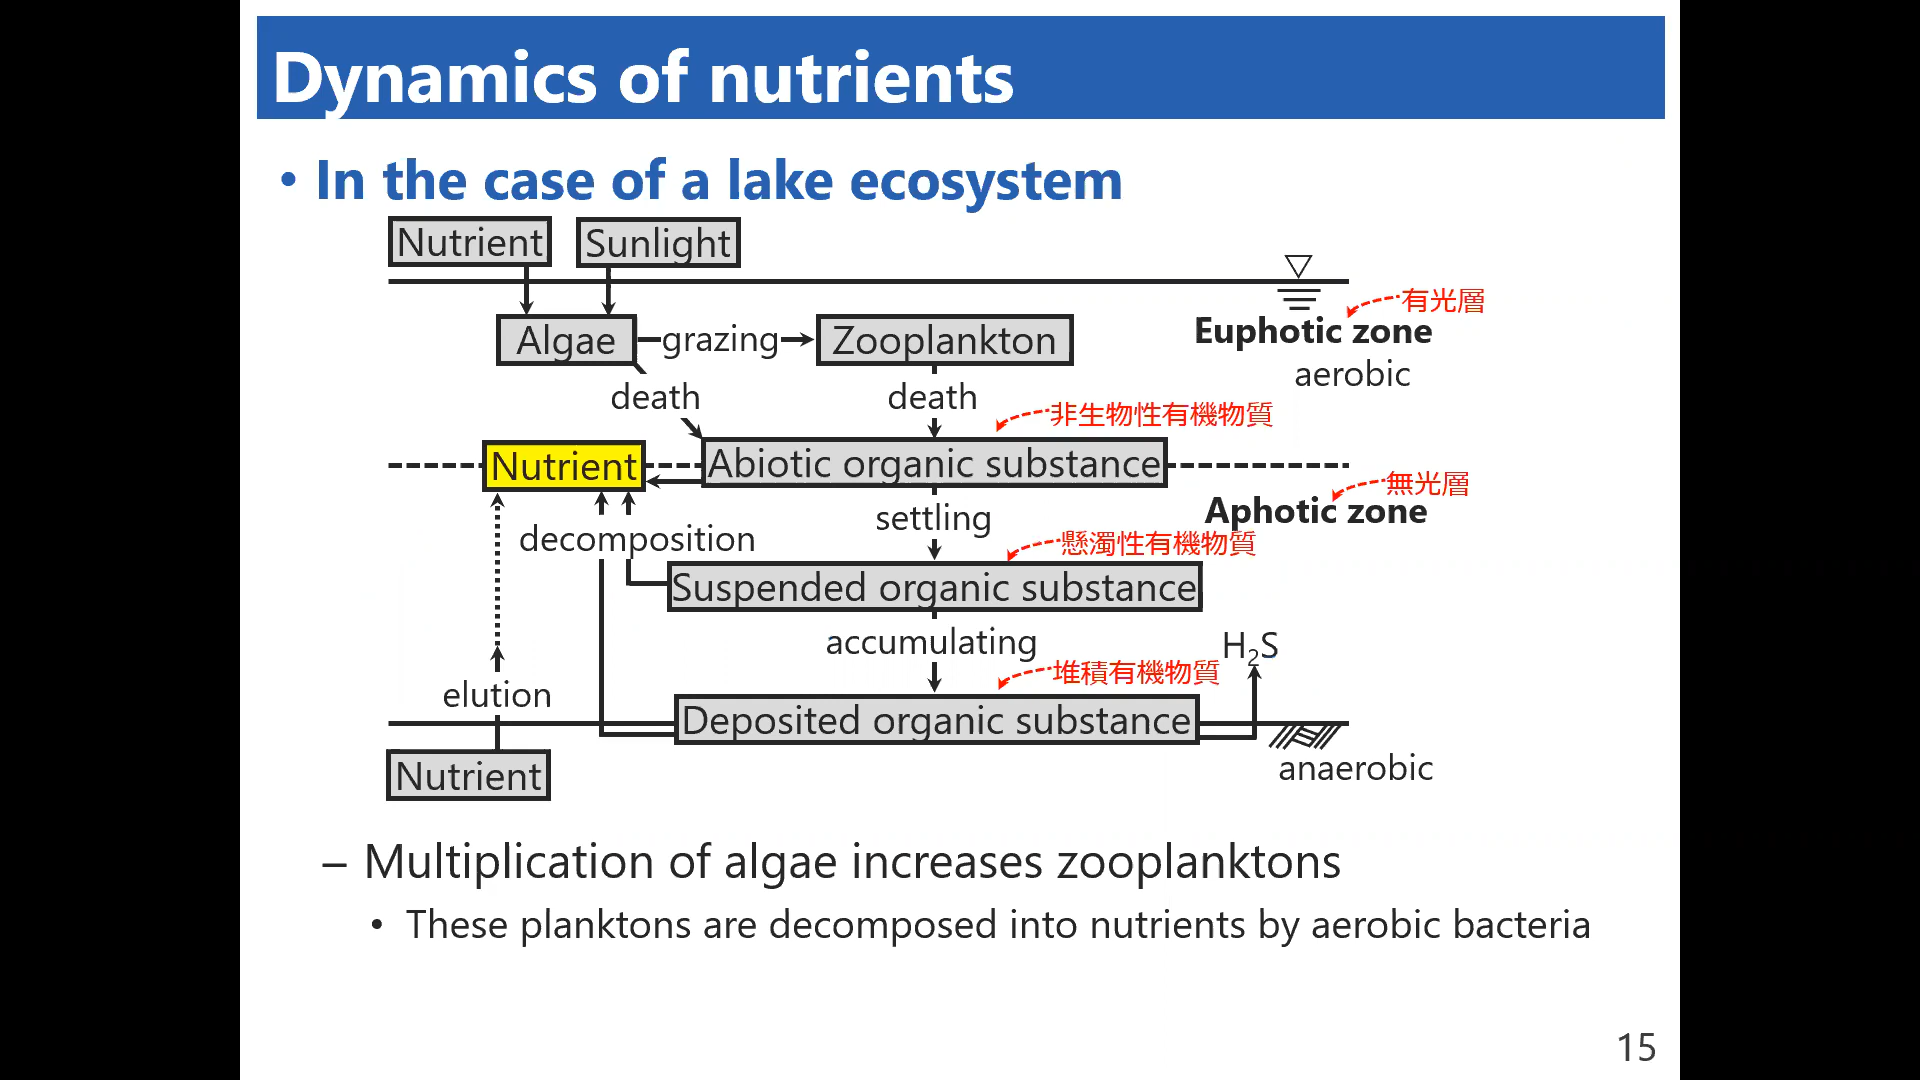 Dynamics of nutrients
• In the case of a lake ecosystem
Nutrient
Sunlight
有光層
Algae
grazing
Zooplankton
Euphotic zone
aerobic
death
death
非生物性有機物質
Nutrient
Abiotic organic substance
無光層
Aphotic zone
settling
decomposition
懸濁性有機物質
Suspended organic substance
accumulating
H₂S
堆積有機物質
elution
Deposited organic substance
Nutrient
anaerobic
– Multiplication of algae increases zooplanktons
• These planktons are decomposed into nutrients by aerobic bacteria
15